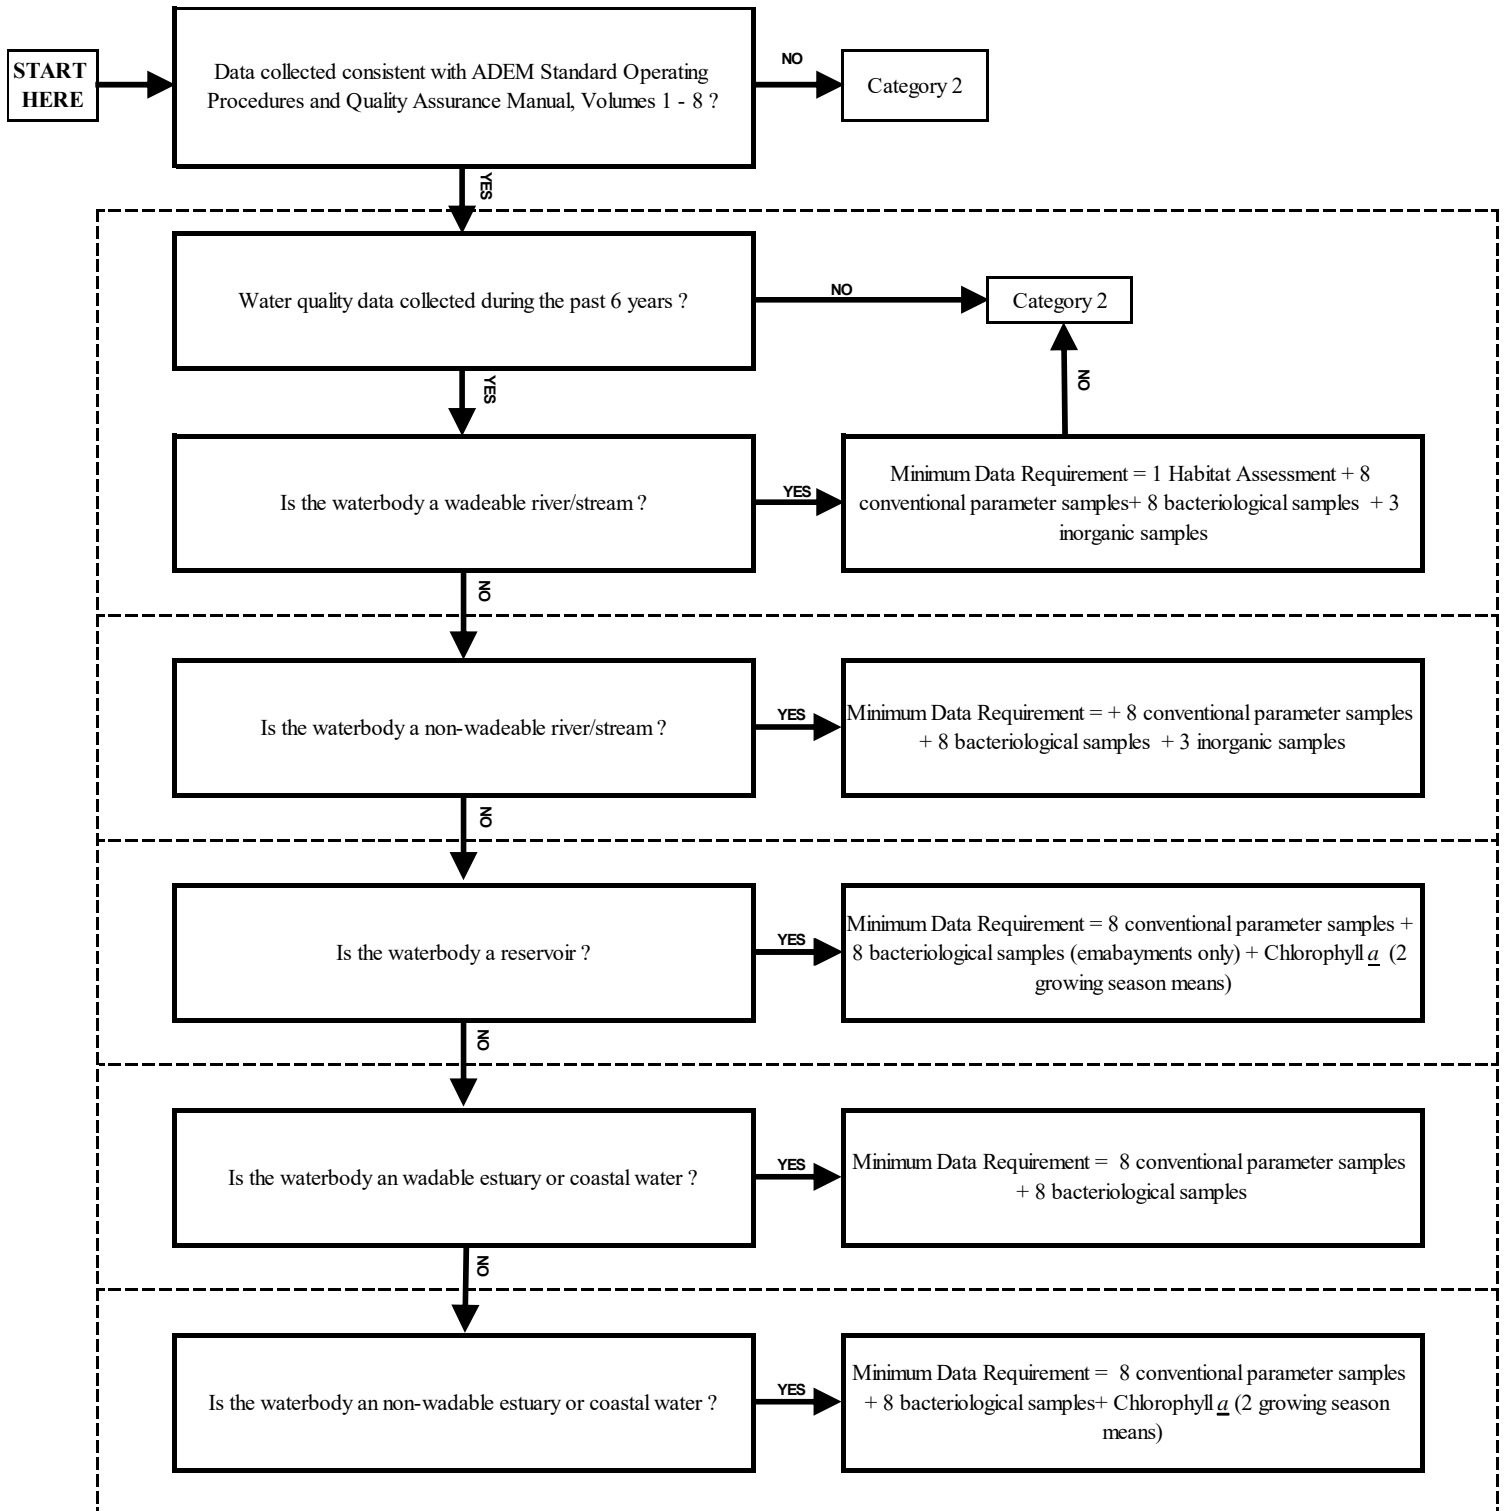 START
HERE
Data collected consistent with ADEM Standard Operating
Procedures and Quality Assurance Manual, Volumes 1 - 8 ?
NO
Category 2
YES
Water quality data collected during the past 6 years ?
NO
Category 2
YES
NO
Is the waterbody a wadeable river/stream ?
YES
Minimum Data Requirement = 1 Habitat Assessment + 8
conventional parameter samples+ 8 bacteriological samples + 3
inorganic samples
NO
Is the waterbody a non-wadeable river/stream ?
YES
Minimum Data Requirement = + 8 conventional parameter samples
+ 8 bacteriological samples + 3 inorganic samples
NO
Is the waterbody a reservoir ?
YES
Minimum Data Requirement = 8 conventional parameter samples +
8 bacteriological samples (emabayments only) + Chlorophyll a (2
growing season means)
NO
Is the waterbody an wadable estuary or coastal water ?
YES
Minimum Data Requirement = 8 conventional parameter samples
+ 8 bacteriological samples
NO
Is the waterbody an non-wadable estuary or coastal water ?
YES
Minimum Data Requirement = 8 conventional parameter samples
+ 8 bacteriological samples+ Chlorophyll a (2 growing season
means)